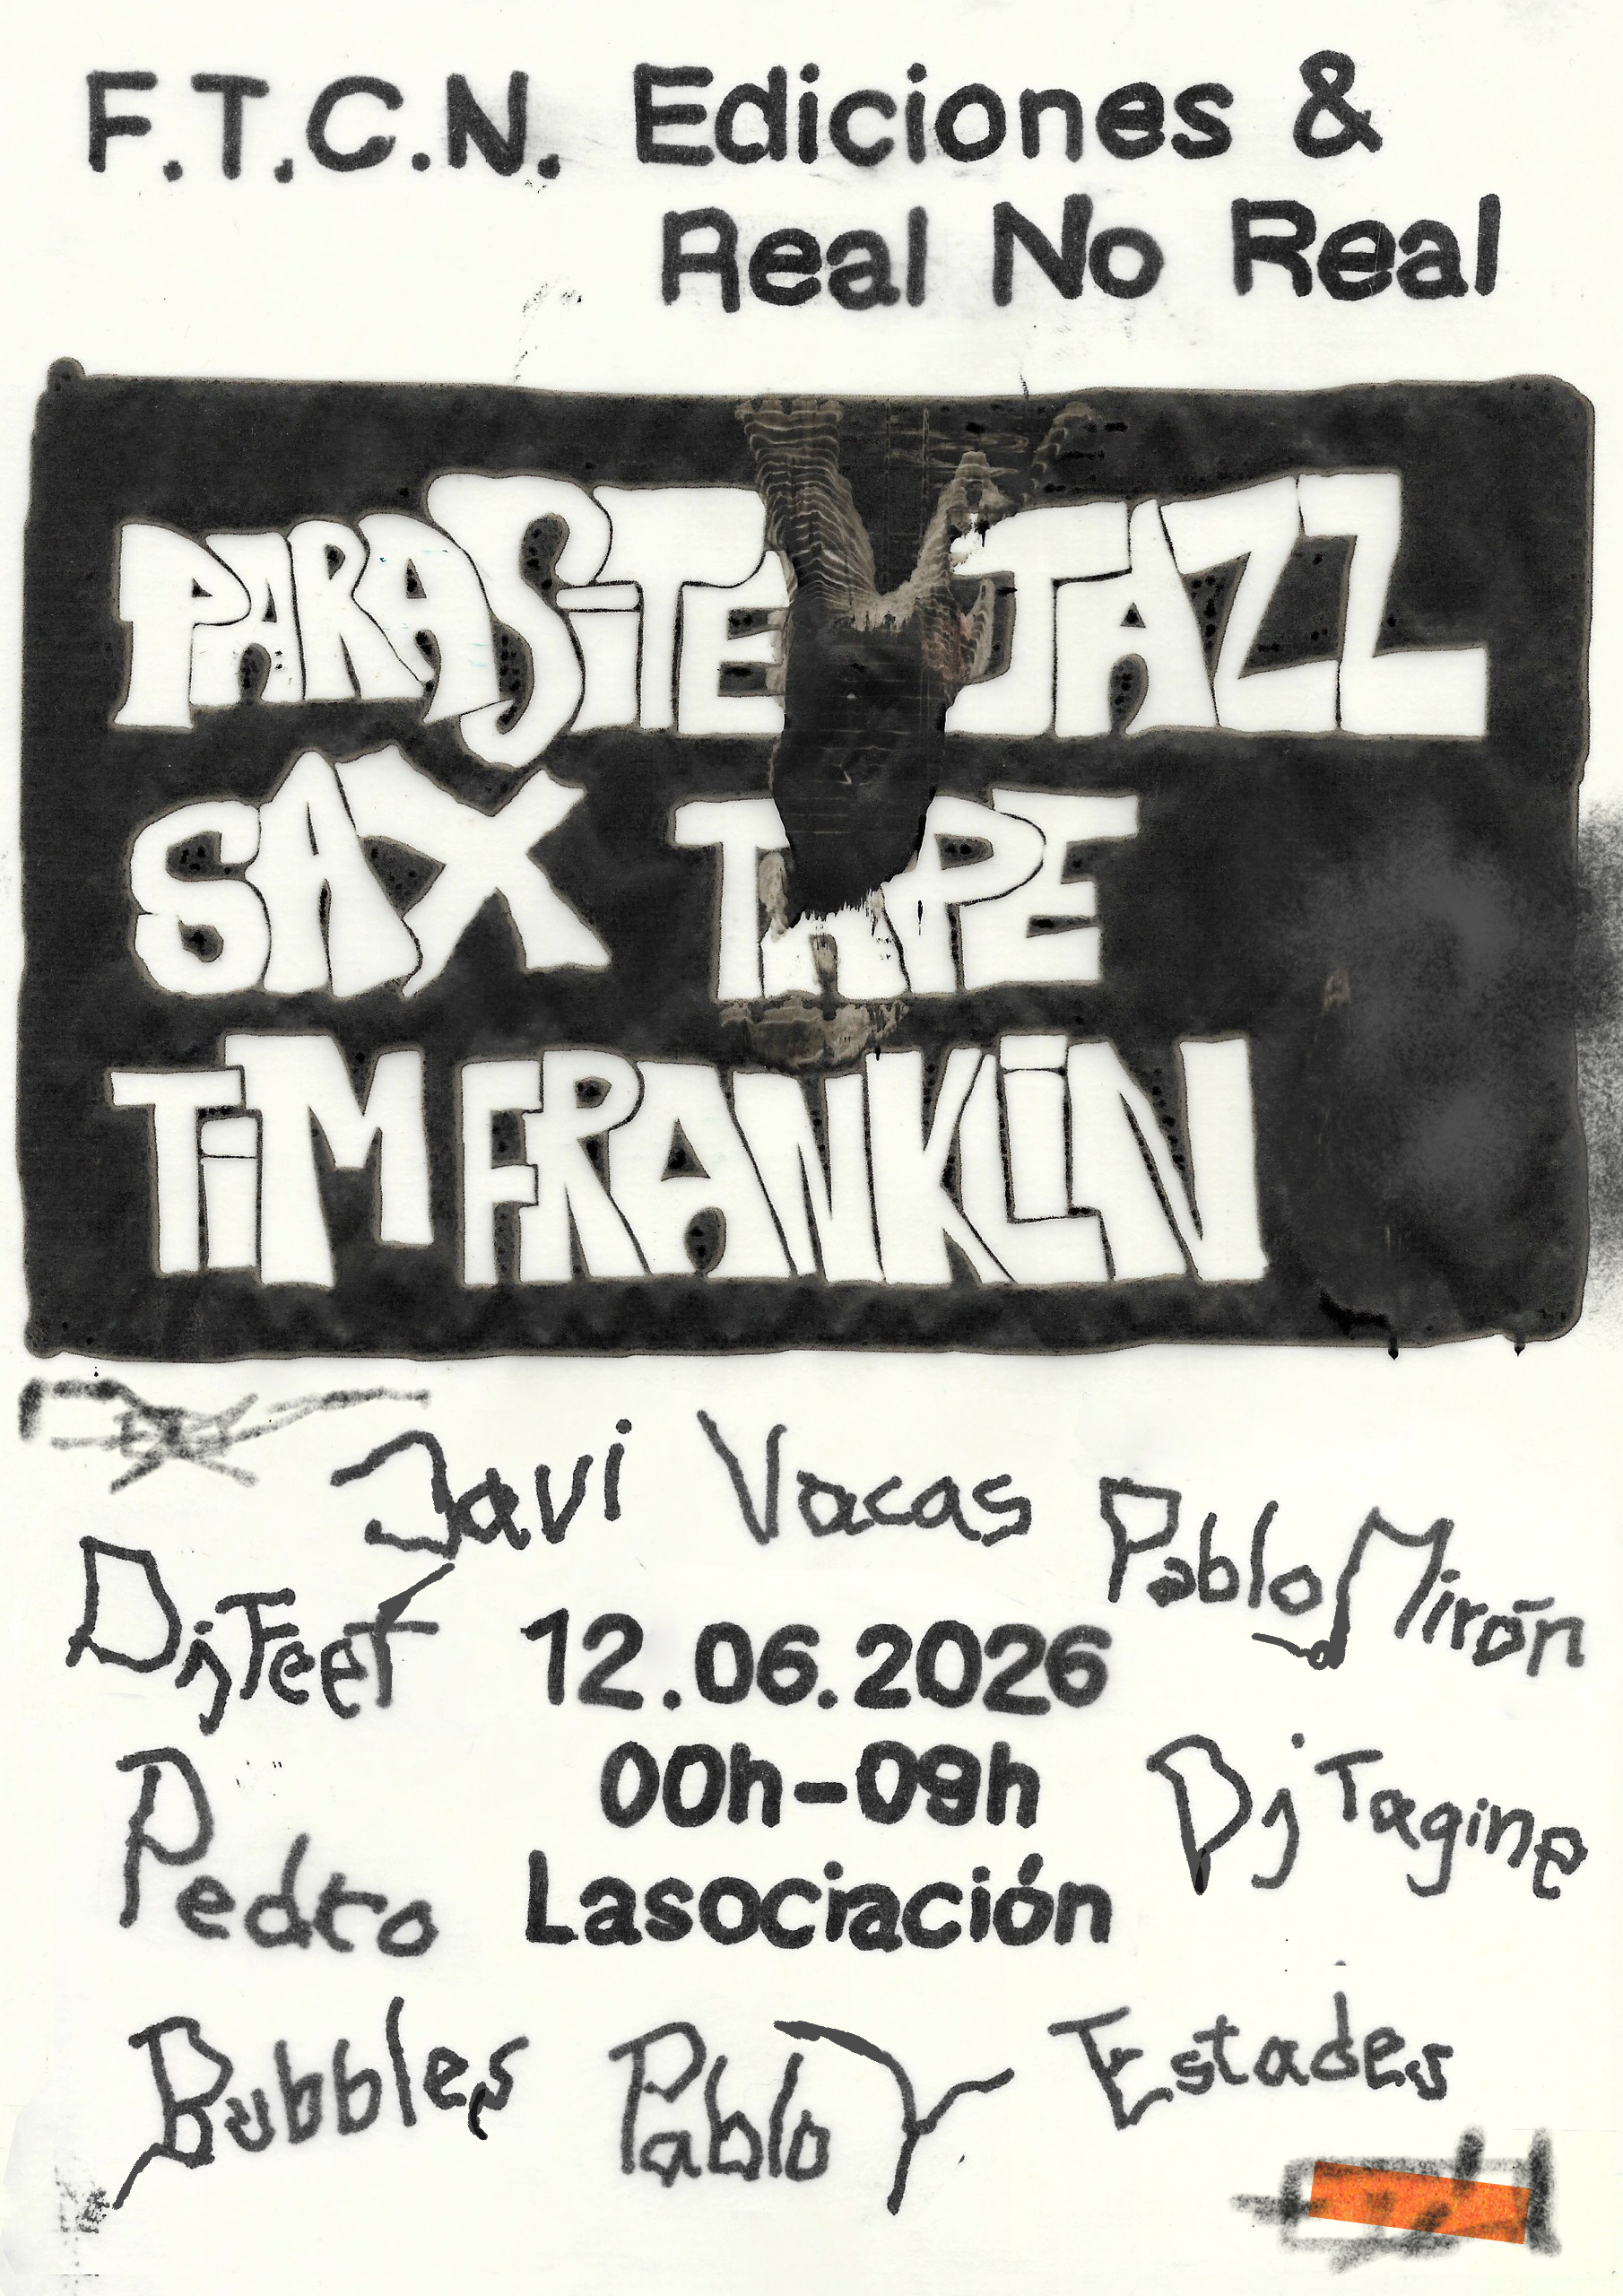 F.T.C.N. Ediciones &
Real No Real
PARASiTE JAZZ
SAX TAPE
TiM FRANKLiN
Javi Vacas
Pablo Mirón
Dj Feet
12.06.2026
00h-09h
Lasociación
Pedro
Dj Tagine
Bubbles
Pablo
Estades